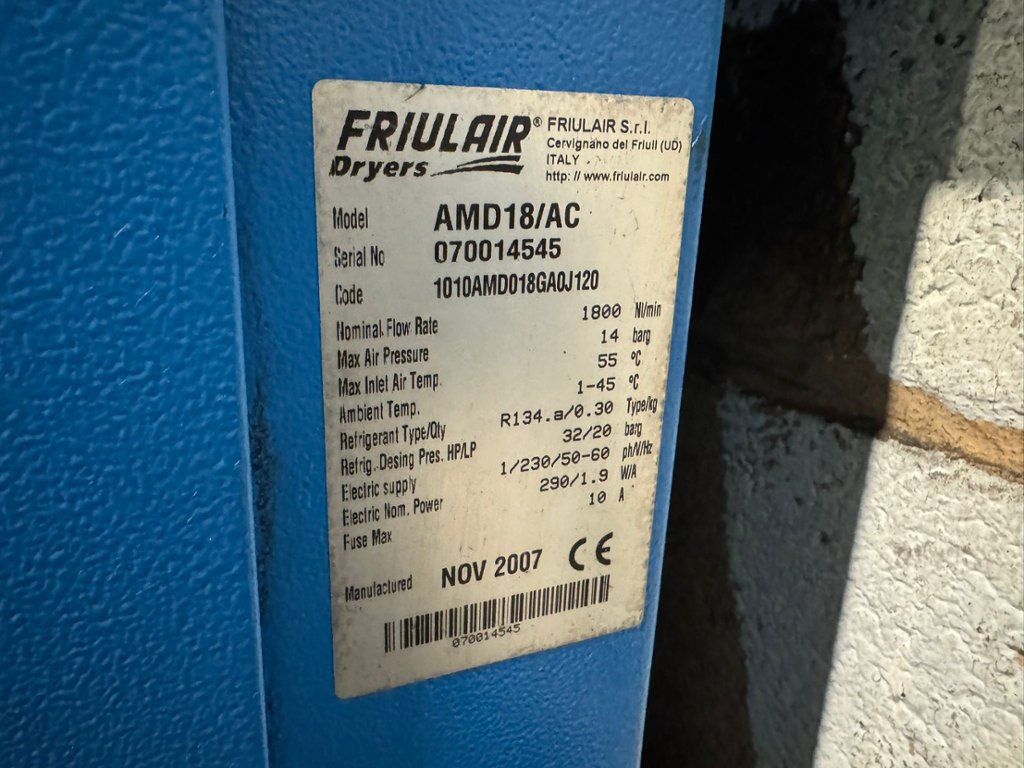 FRIULAIR®
Dryers
FRIULAIR S.r.l.
Cervignano del Friuli (UD)
ITALY
http: // www.friulair.com
Model AMD18/AC
Serial No 070014545
Code 1010AMD018GA0J120
Nominal Flow Rate 1800 Nl/min
Max Air Pressure 14 barg
Max Inlet Air Temp. 55 ºC
Ambient Temp. 1-45 ºC
Refrigerant Type/Qty R134.a/0.30 Type/kg
Refrig. Desing Pres. HP/LP 32/20 barg
Electric supply 1/230/50-60 ph/V/Hz
Electric Nom. Power 290/1.9 W/A
Fuse Max 10 A
Manufactured NOV 2007 CE
070014545